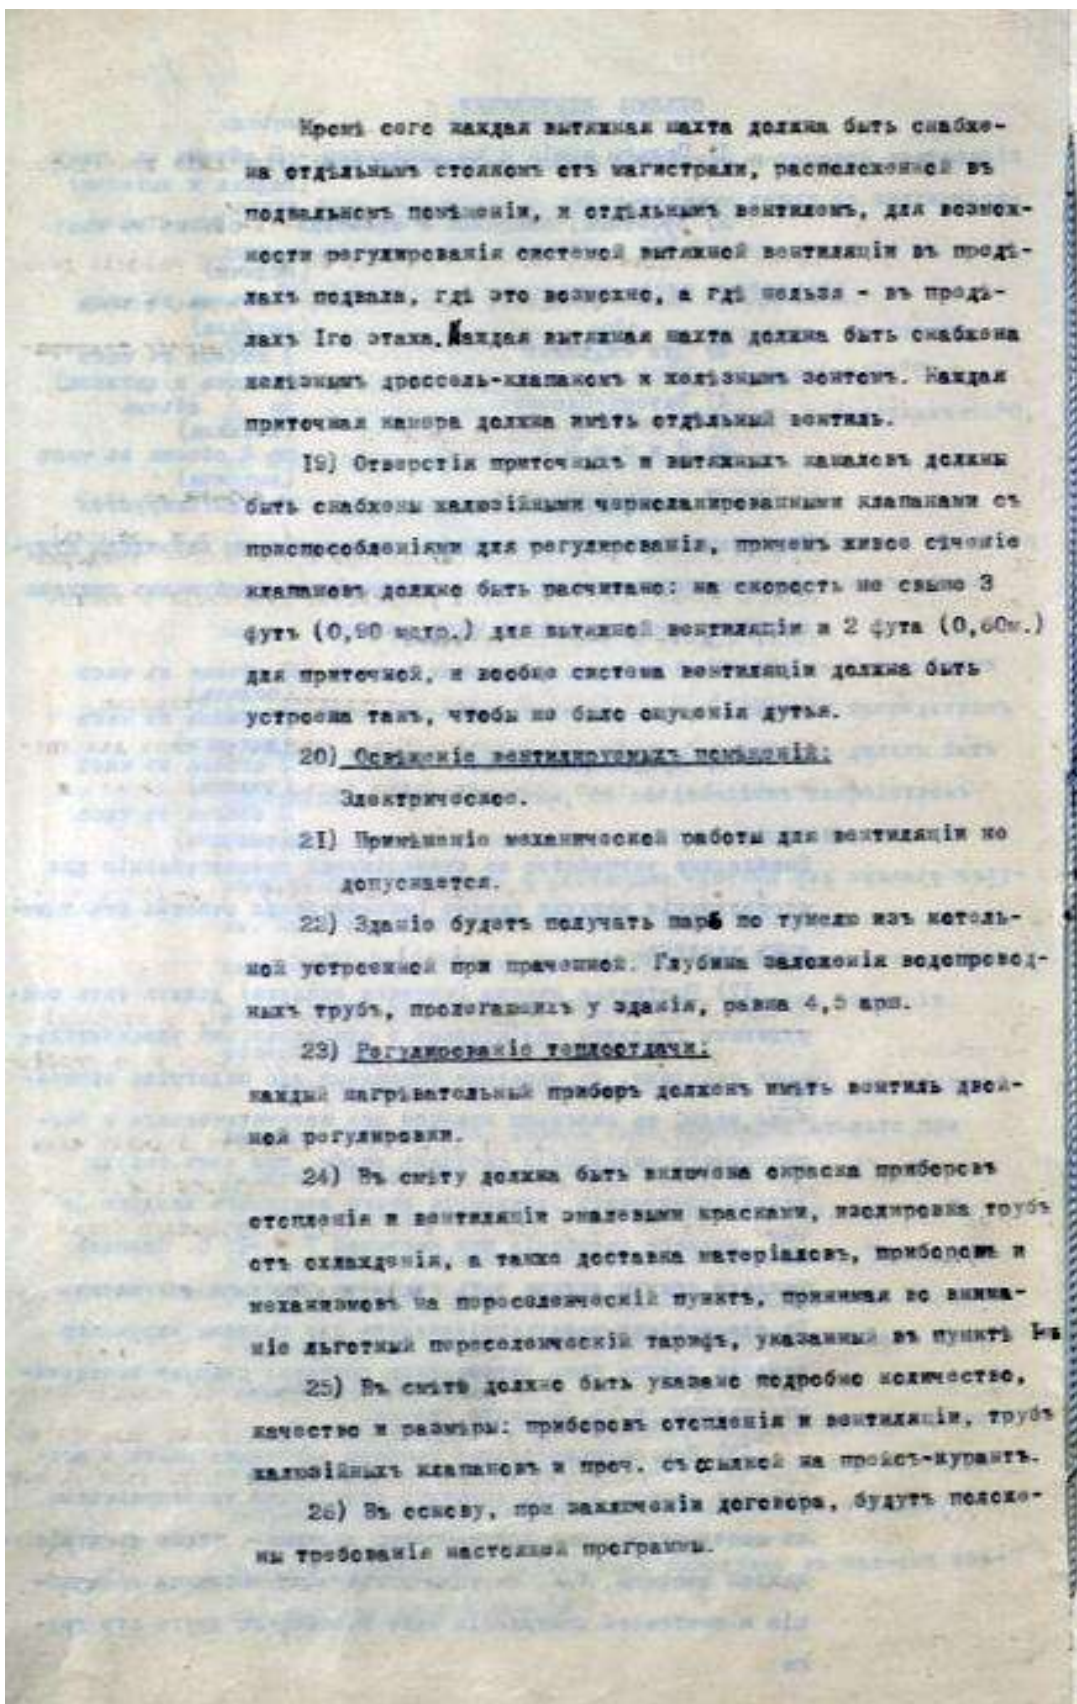 Кромѣ сего каждая вытяжная шахта должна быть снабже-
на отдѣльнымъ стоякомъ отъ магистрали, расположенной въ
подвальномъ помѣщеніи, и отдѣльнымъ вентилемъ, для возмож-
ности регулированія системой вытяжной вентиляціи въ предѣ-
лахъ подвала, гдѣ это возможно, а гдѣ нельзя - въ предѣ-
лахъ Iго этажа. Каждая вытяжная шахта должна быть снабжена
желѣзнымъ дроссель-клапаномъ и желѣзнымъ зонтомъ. Каждая
приточная камера должна имѣть отдѣльный вентиль.
I9) Отверстія приточныхъ и вытяжныхъ каналовъ должны
быть снабжены жалюзійными чернолакированными клапанами съ
приспособленіями для регулированія, причемъ живое сѣченіе
клапановъ должно быть расчитано: на скорость не свыше 3
футъ (0,90 метр.) для вытяжной вентиляціи и 2 фута (0,60м.)
для приточной, и вообще система вентиляціи должна быть
устроена такъ, чтобы не было ощущенія дутья.
20) Освѣщеніе вентилируемыхъ помѣщеній:
Электрическое.
2I) Примѣненіе механической работы для вентиляціи не
допускается.
22) Зданіе будетъ получать паръ по тунелю изъ котоль-
ной устроенной при прачешной. Глубина заложенія водопровод-
ныхъ трубъ, пролегающихъ у зданія, равна 4,5 арш.
23) Регулированіе теплоотдачи:
каждый нагрѣвательный приборъ долженъ имѣть вентиль двой-
ной регулировки.
24) Въ смѣту должна быть включена окраска приборовъ
отопленія и вентиляціи эмалевыми красками, изолировка трубъ
отъ охлажденія, а также доставка матеріаловъ, приборовъ и
механизмовъ на переселенческій пунктъ, принимая во внима-
ніе льготный переселенческій тарифъ, указанный въ пунктѣ
25) Въ смѣтѣ должно быть указано подробно количество,
качество и размѣры: приборовъ отопленія и вентиляціи, трубъ
жалюзійныхъ клапановъ и проч. съ ссылкой на прейсъ-курантъ.
26) Въ основу, при заключеніи договора, будутъ положе-
ны требованія настоящей программы.